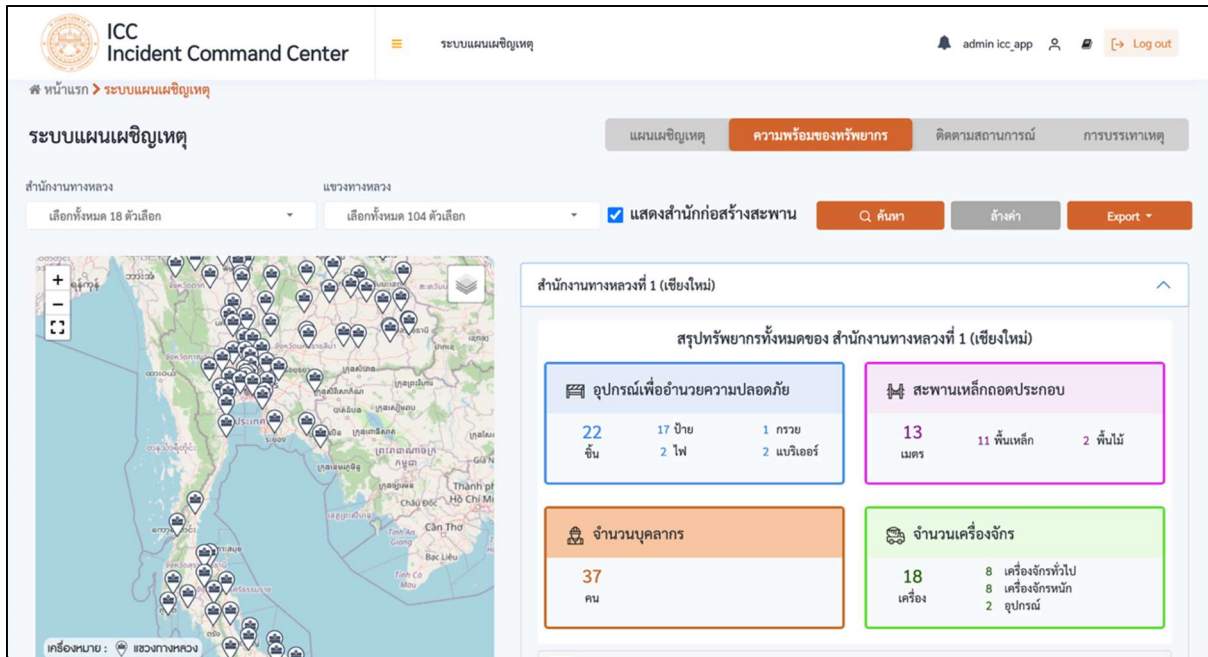 ICC
Incident Command Center
ระบบแผนเผชิญเหตุ
admin icc_app
Log out
หน้าแรก > ระบบแผนเผชิญเหตุ
ระบบแผนเผชิญเหตุ
แผนเผชิญเหตุ
ความพร้อมของทรัพยากร
ติดตามสถานการณ์
การบรรเทาเหตุ
สำนักงานทางหลวง
แขวงทางหลวง
เลือกทั้งหมด 18 ตัวเลือก
เลือกทั้งหมด 104 ตัวเลือก
แสดงสำนักก่อสร้างสะพาน
ค้นหา
ล้างค่า
Export
+
−
Thành ph
Châu Đốc
Hồ Chí Mi
Cần Thơ
Tỉnh An
Giang
Bạc Liêu
Tỉnh Cà
Mau
เครื่องหมาย : แขวงทางหลวง
สำนักงานทางหลวงที่ 1 (เชียงใหม่)
สรุปทรัพยากรทั้งหมดของ สำนักงานทางหลวงที่ 1 (เชียงใหม่)
อุปกรณ์เพื่ออำนวยความปลอดภัย
22
ชิ้น
17 ป้าย
1 กรวย
2 ไฟ
2 แบริเออร์
สะพานเหล็กถอดประกอบ
13
เมตร
11 พื้นเหล็ก
2 พื้นไม้
จำนวนบุคลากร
37
คน
จำนวนเครื่องจักร
18
เครื่อง
8 เครื่องจักรทั่วไป
8 เครื่องจักรหนัก
2 อุปกรณ์